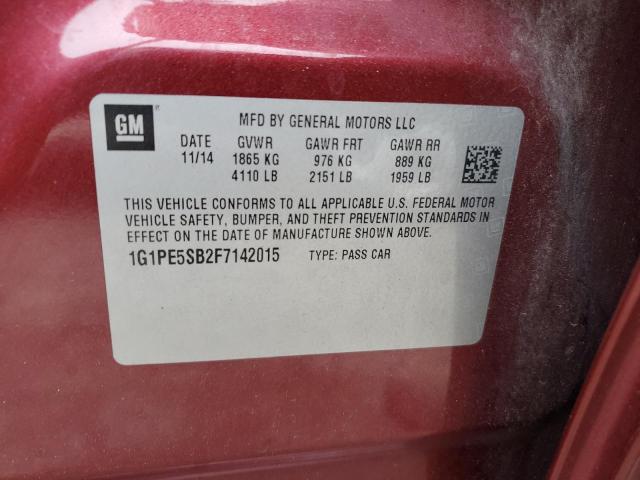 GM
MFD BY GENERAL MOTORS LLC
DATE GVWR GAWR FRT GAWR RR
11/14 1865 KG 976 KG 889 KG
4110 LB 2151 LB 1959 LB
THIS VEHICLE CONFORMS TO ALL APPLICABLE U.S. FEDERAL MOTOR
VEHICLE SAFETY, BUMPER, AND THEFT PREVENTION STANDARDS IN
EFFECT ON THE DATE OF MANUFACTURE SHOWN ABOVE.
1G1PE5SB2F7142015 TYPE: PASS CAR